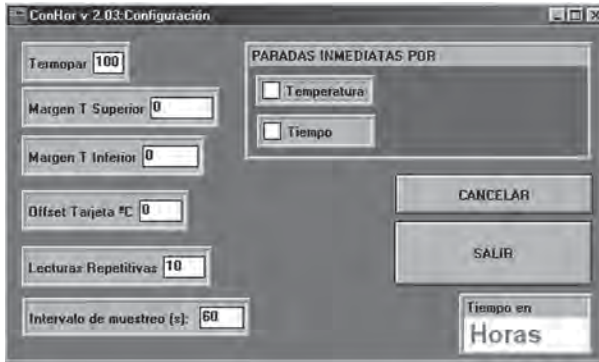 ConHor v 2.03:Configuración
Termopar 100
Margen T Superior 0
Margen T Inferior 0
Offset Tarjeta ºC 0
Lecturas Repetitivas 10
Intervalo de muestreo (s): 60
PARADAS INMEDIATAS POR
Temperatura
Tiempo
CANCELAR
SALIR
Tiempo en
Horas